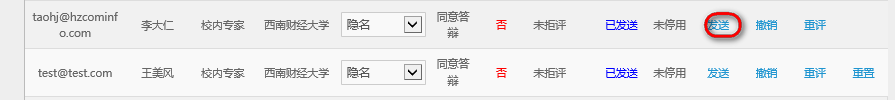 taohj@hzcominfo.com 李大仁 校内专家 西南财经大学 隐名 同意答辩 否 未拒评 已发送 未停用 发送 撤销 重评
test@test.com 王美风 校内专家 西南财经大学 隐名 同意答辩 否 未拒评 已发送 未停用 发送 撤销 重评 重置